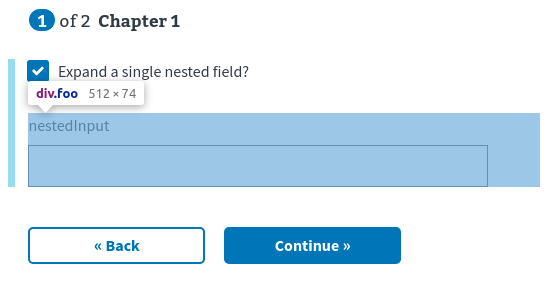 1 of 2 Chapter 1
Expand a single nested field?
div.foo 512 × 74
nestedInput
« Back
Continue »